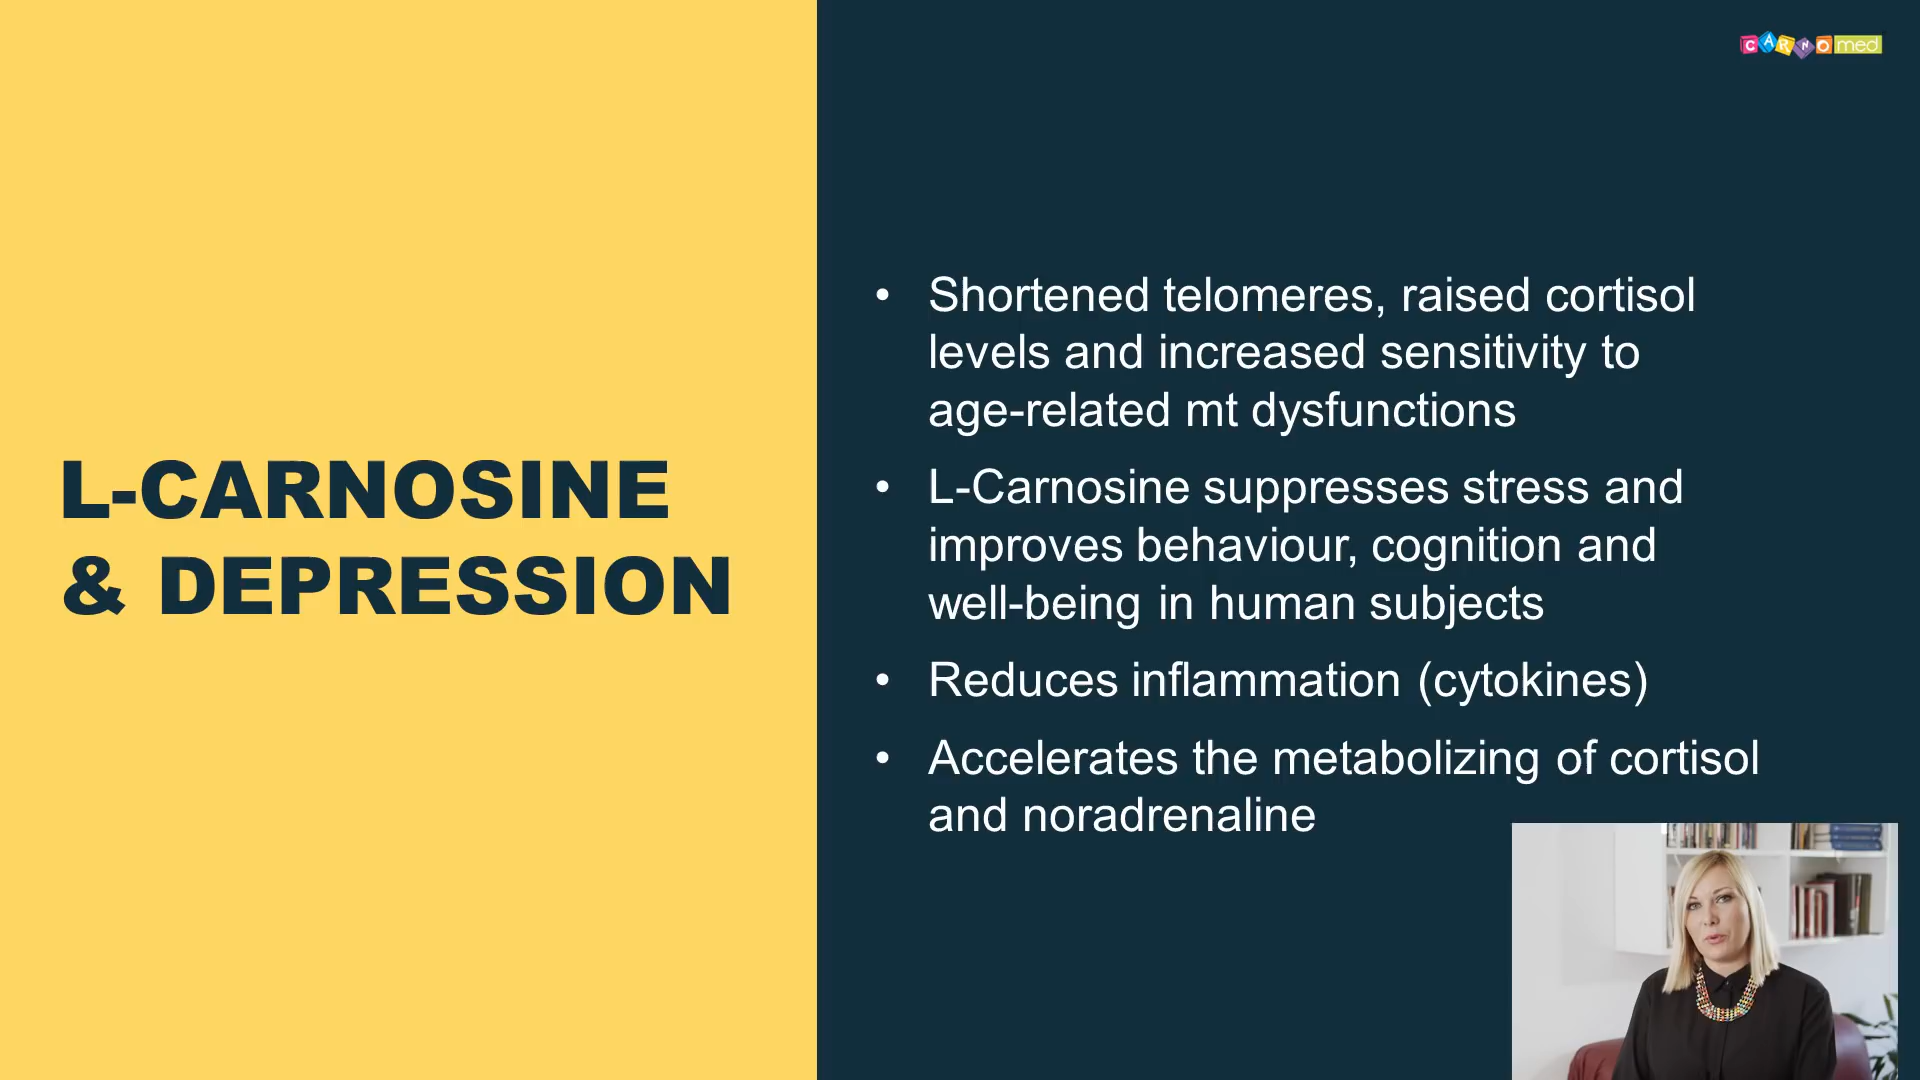 CARNOmed
L-CARNOSINE
& DEPRESSION
• Shortened telomeres, raised cortisol
levels and increased sensitivity to
age-related mt dysfunctions
• L-Carnosine suppresses stress and
improves behaviour, cognition and
well-being in human subjects
• Reduces inflammation (cytokines)
• Accelerates the metabolizing of cortisol
and noradrenaline